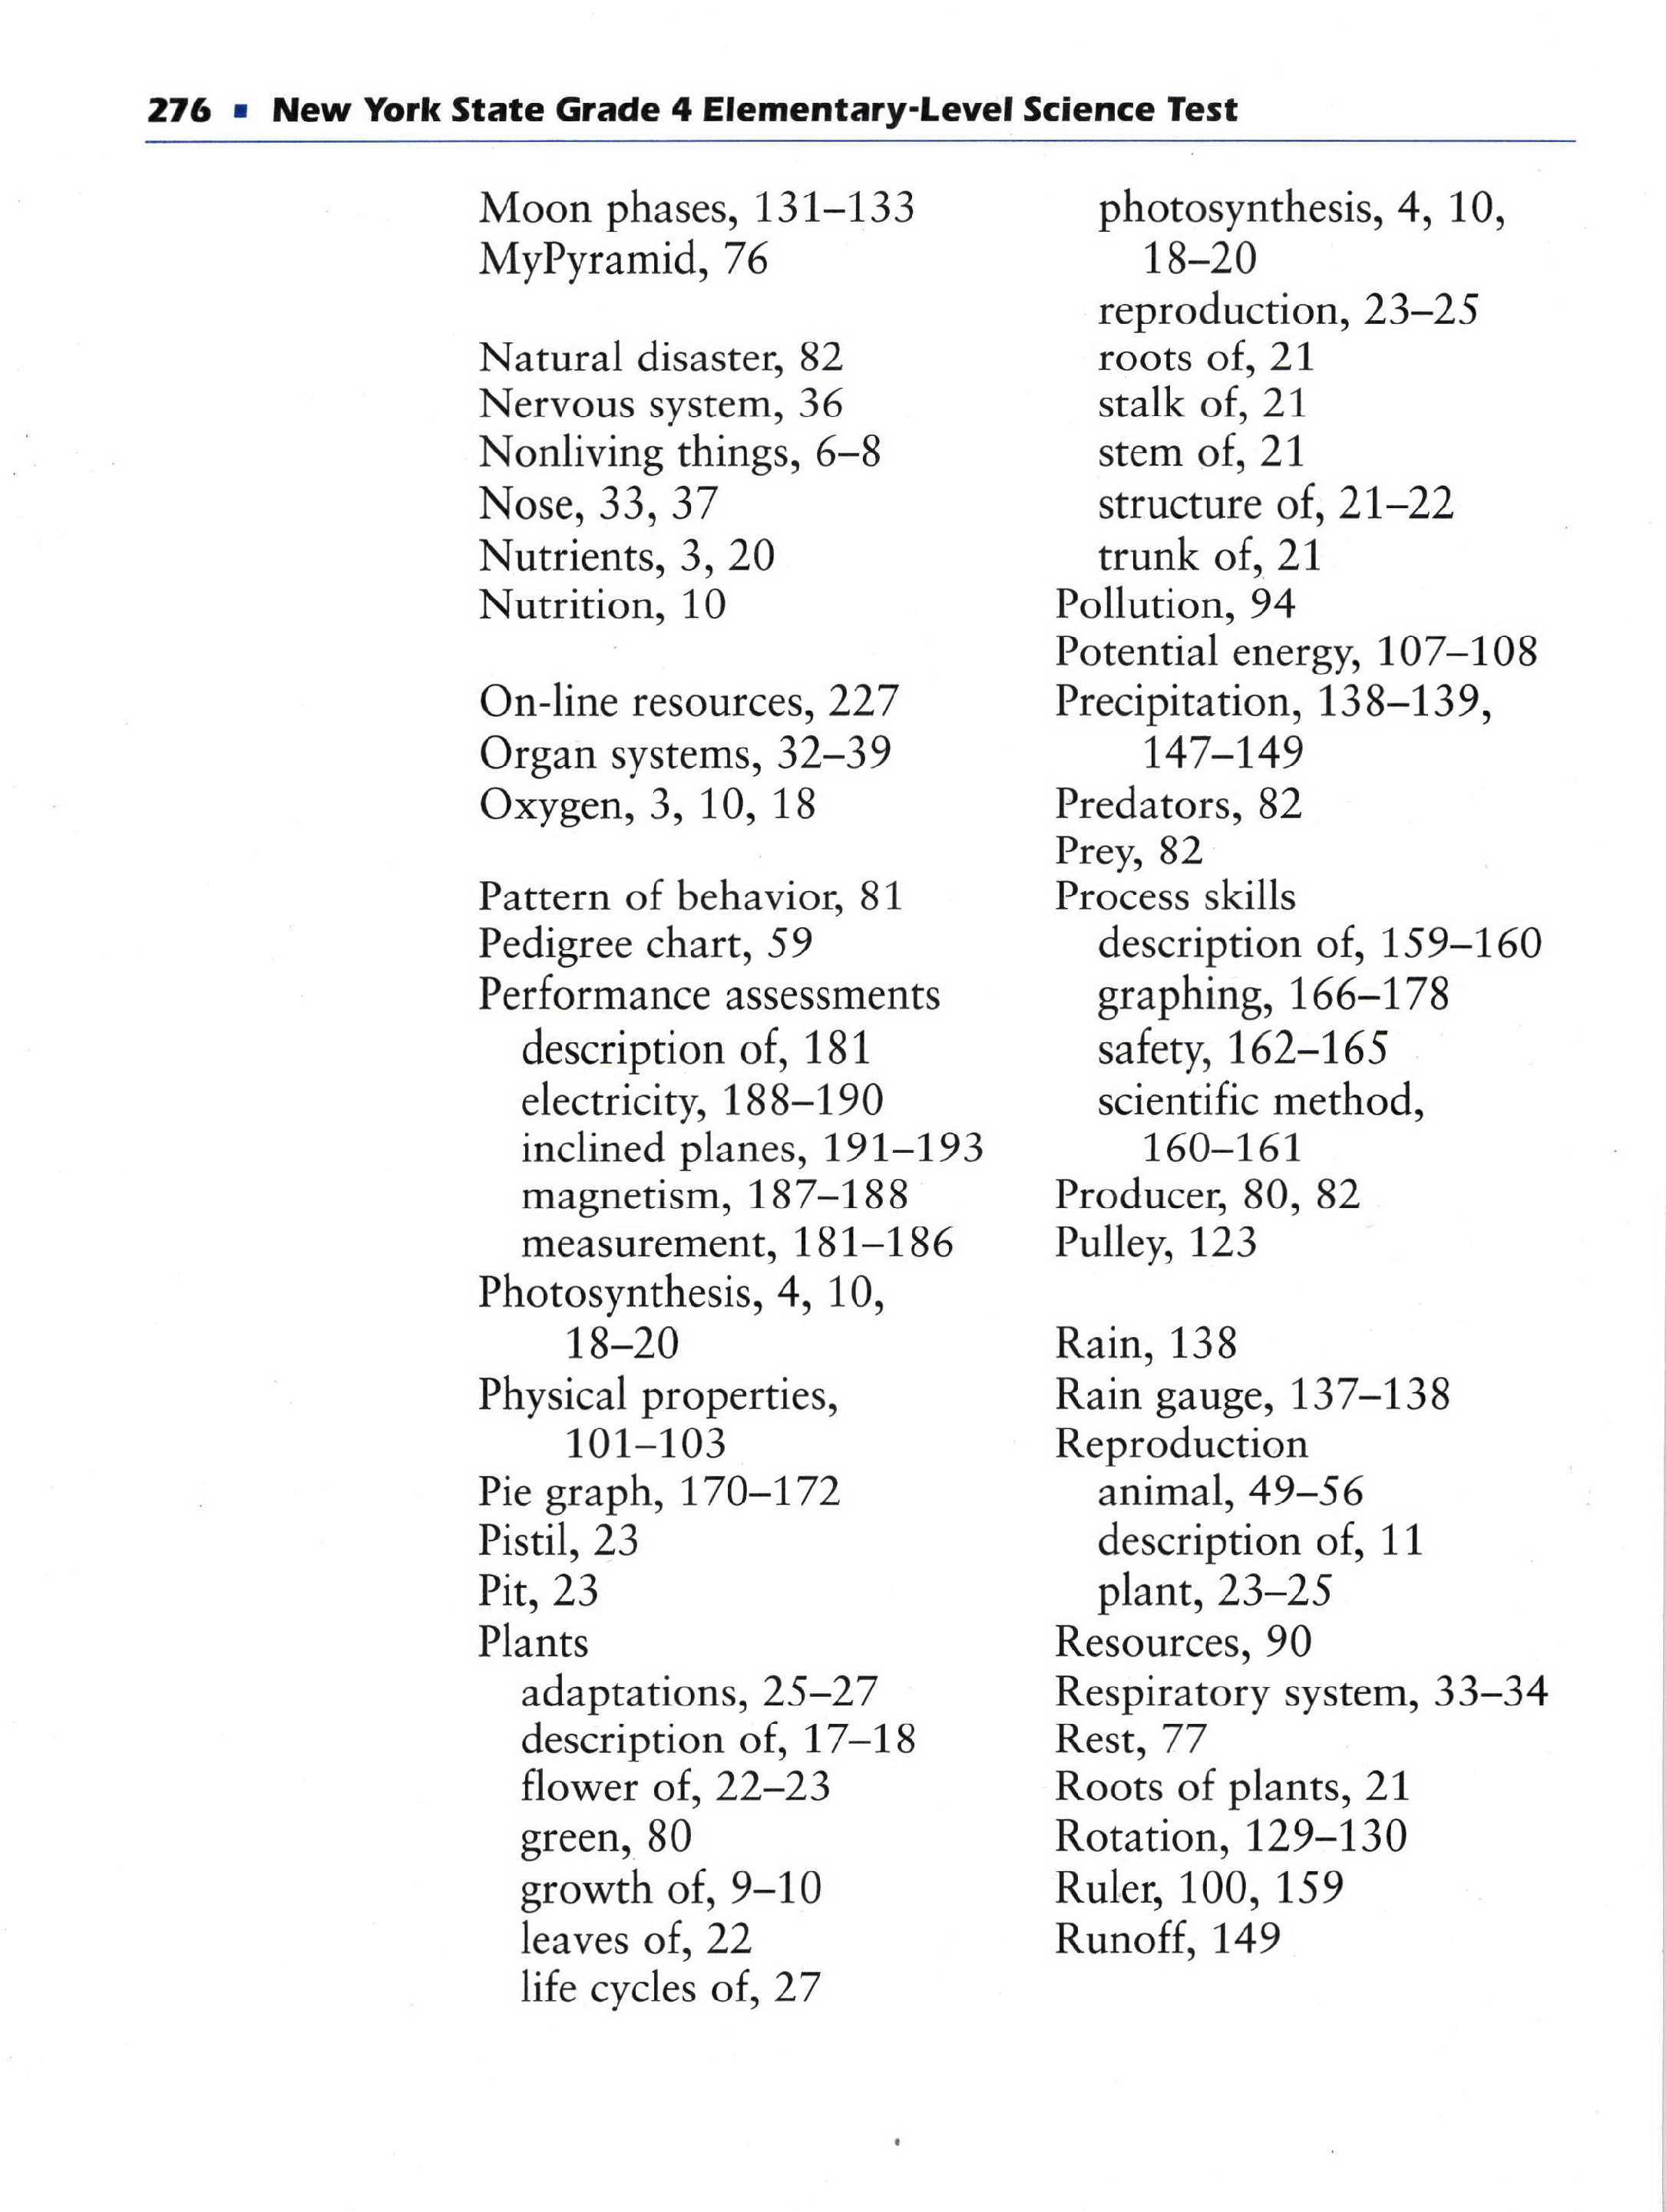 276 ▪ New York State Grade 4 Elementary-Level Science Test
Moon phases, 131–133
MyPyramid, 76
Natural disaster, 82
Nervous system, 36
Nonliving things, 6–8
Nose, 33, 37
Nutrients, 3, 20
Nutrition, 10
On-line resources, 227
Organ systems, 32–39
Oxygen, 3, 10, 18
Pattern of behavior, 81
Pedigree chart, 59
Performance assessments
description of, 181
electricity, 188–190
inclined planes, 191–193
magnetism, 187–188
measurement, 181–186
Photosynthesis, 4, 10,
18–20
Physical properties,
101–103
Pie graph, 170–172
Pistil, 23
Pit, 23
Plants
adaptations, 25–27
description of, 17–18
flower of, 22–23
green, 80
growth of, 9–10
leaves of, 22
life cycles of, 27
photosynthesis, 4, 10,
18–20
reproduction, 23–25
roots of, 21
stalk of, 21
stem of, 21
structure of, 21–22
trunk of, 21
Pollution, 94
Potential energy, 107–108
Precipitation, 138–139,
147–149
Predators, 82
Prey, 82
Process skills
description of, 159–160
graphing, 166–178
safety, 162–165
scientific method,
160–161
Producer, 80, 82
Pulley, 123
Rain, 138
Rain gauge, 137–138
Reproduction
animal, 49–56
description of, 11
plant, 23–25
Resources, 90
Respiratory system, 33–34
Rest, 77
Roots of plants, 21
Rotation, 129–130
Ruler, 100, 159
Runoff, 149